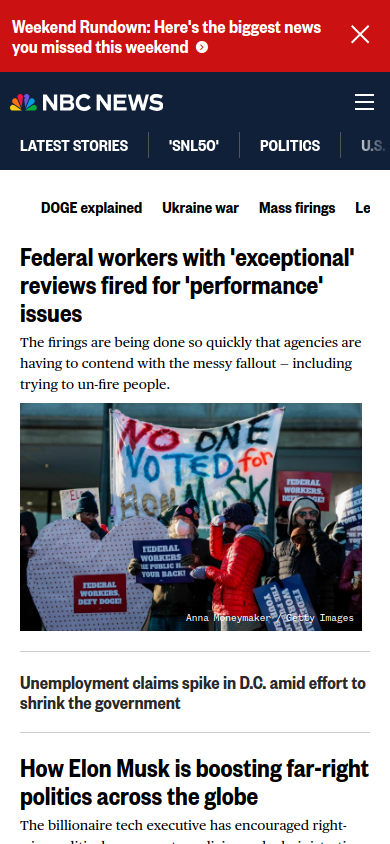 Weekend Rundown: Here's the biggest news
you missed this weekend
NBC NEWS
LATEST STORIES
'SNL50'
POLITICS
U.S.
DOGE explained
Ukraine war
Mass firings
Le
Federal workers with 'exceptional'
reviews fired for 'performance'
issues
The firings are being done so quickly that agencies are
having to contend with the messy fallout — including
trying to un-fire people.
NO ONE
VOTED for
Elon MuSK
FEDERAL
WORKERS,
DEFY DOGE!
FEDERAL
WORKERS
THE PUBLIC H
YOUR BACK!
FEDERAL
WORKERS,
DEFY DOGE!
Anna Moneymaker / Getty Images
Unemployment claims spike in D.C. amid effort to
shrink the government
How Elon Musk is boosting far-right
politics across the globe
The billionaire tech executive has encouraged right-